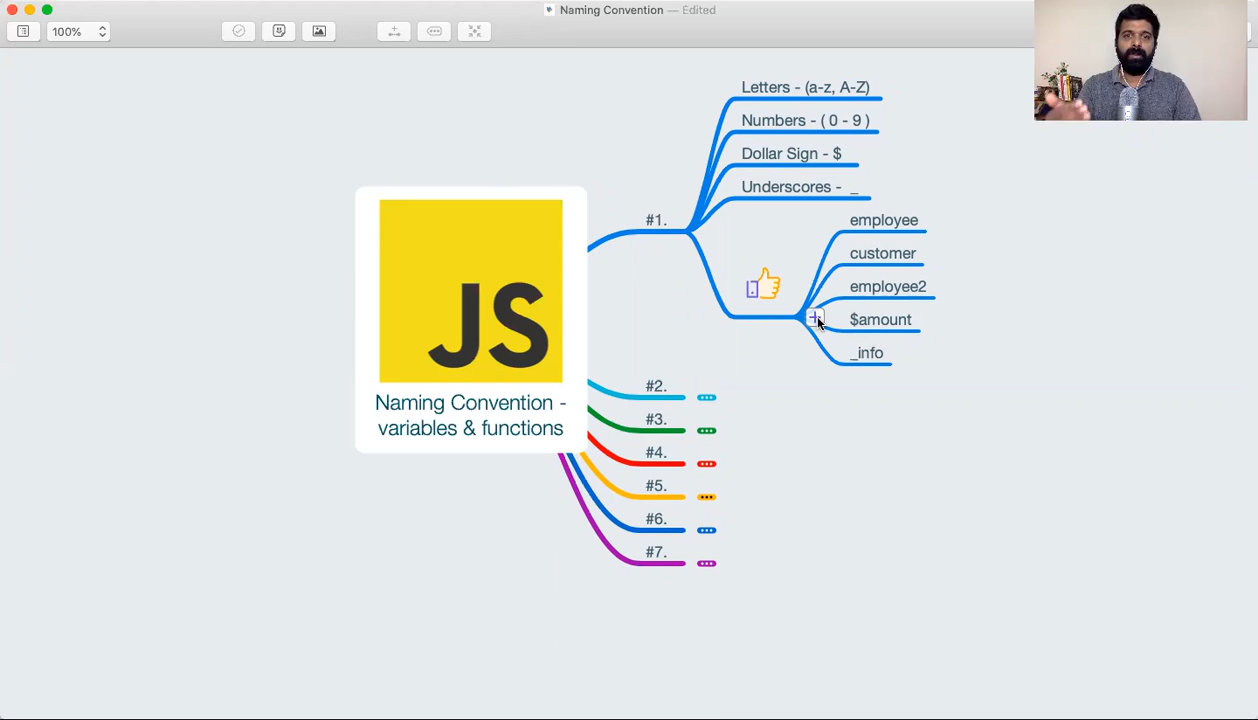 Naming Convention — Edited
100%
Letters - (a-z, A-Z)
Numbers - ( 0 - 9 )
Dollar Sign - $
Underscores - _
#1.
employee
customer
employee2
$amount
_info
JS
Naming Convention -
variables & functions
#2.
#3.
#4.
#5.
#6.
#7.